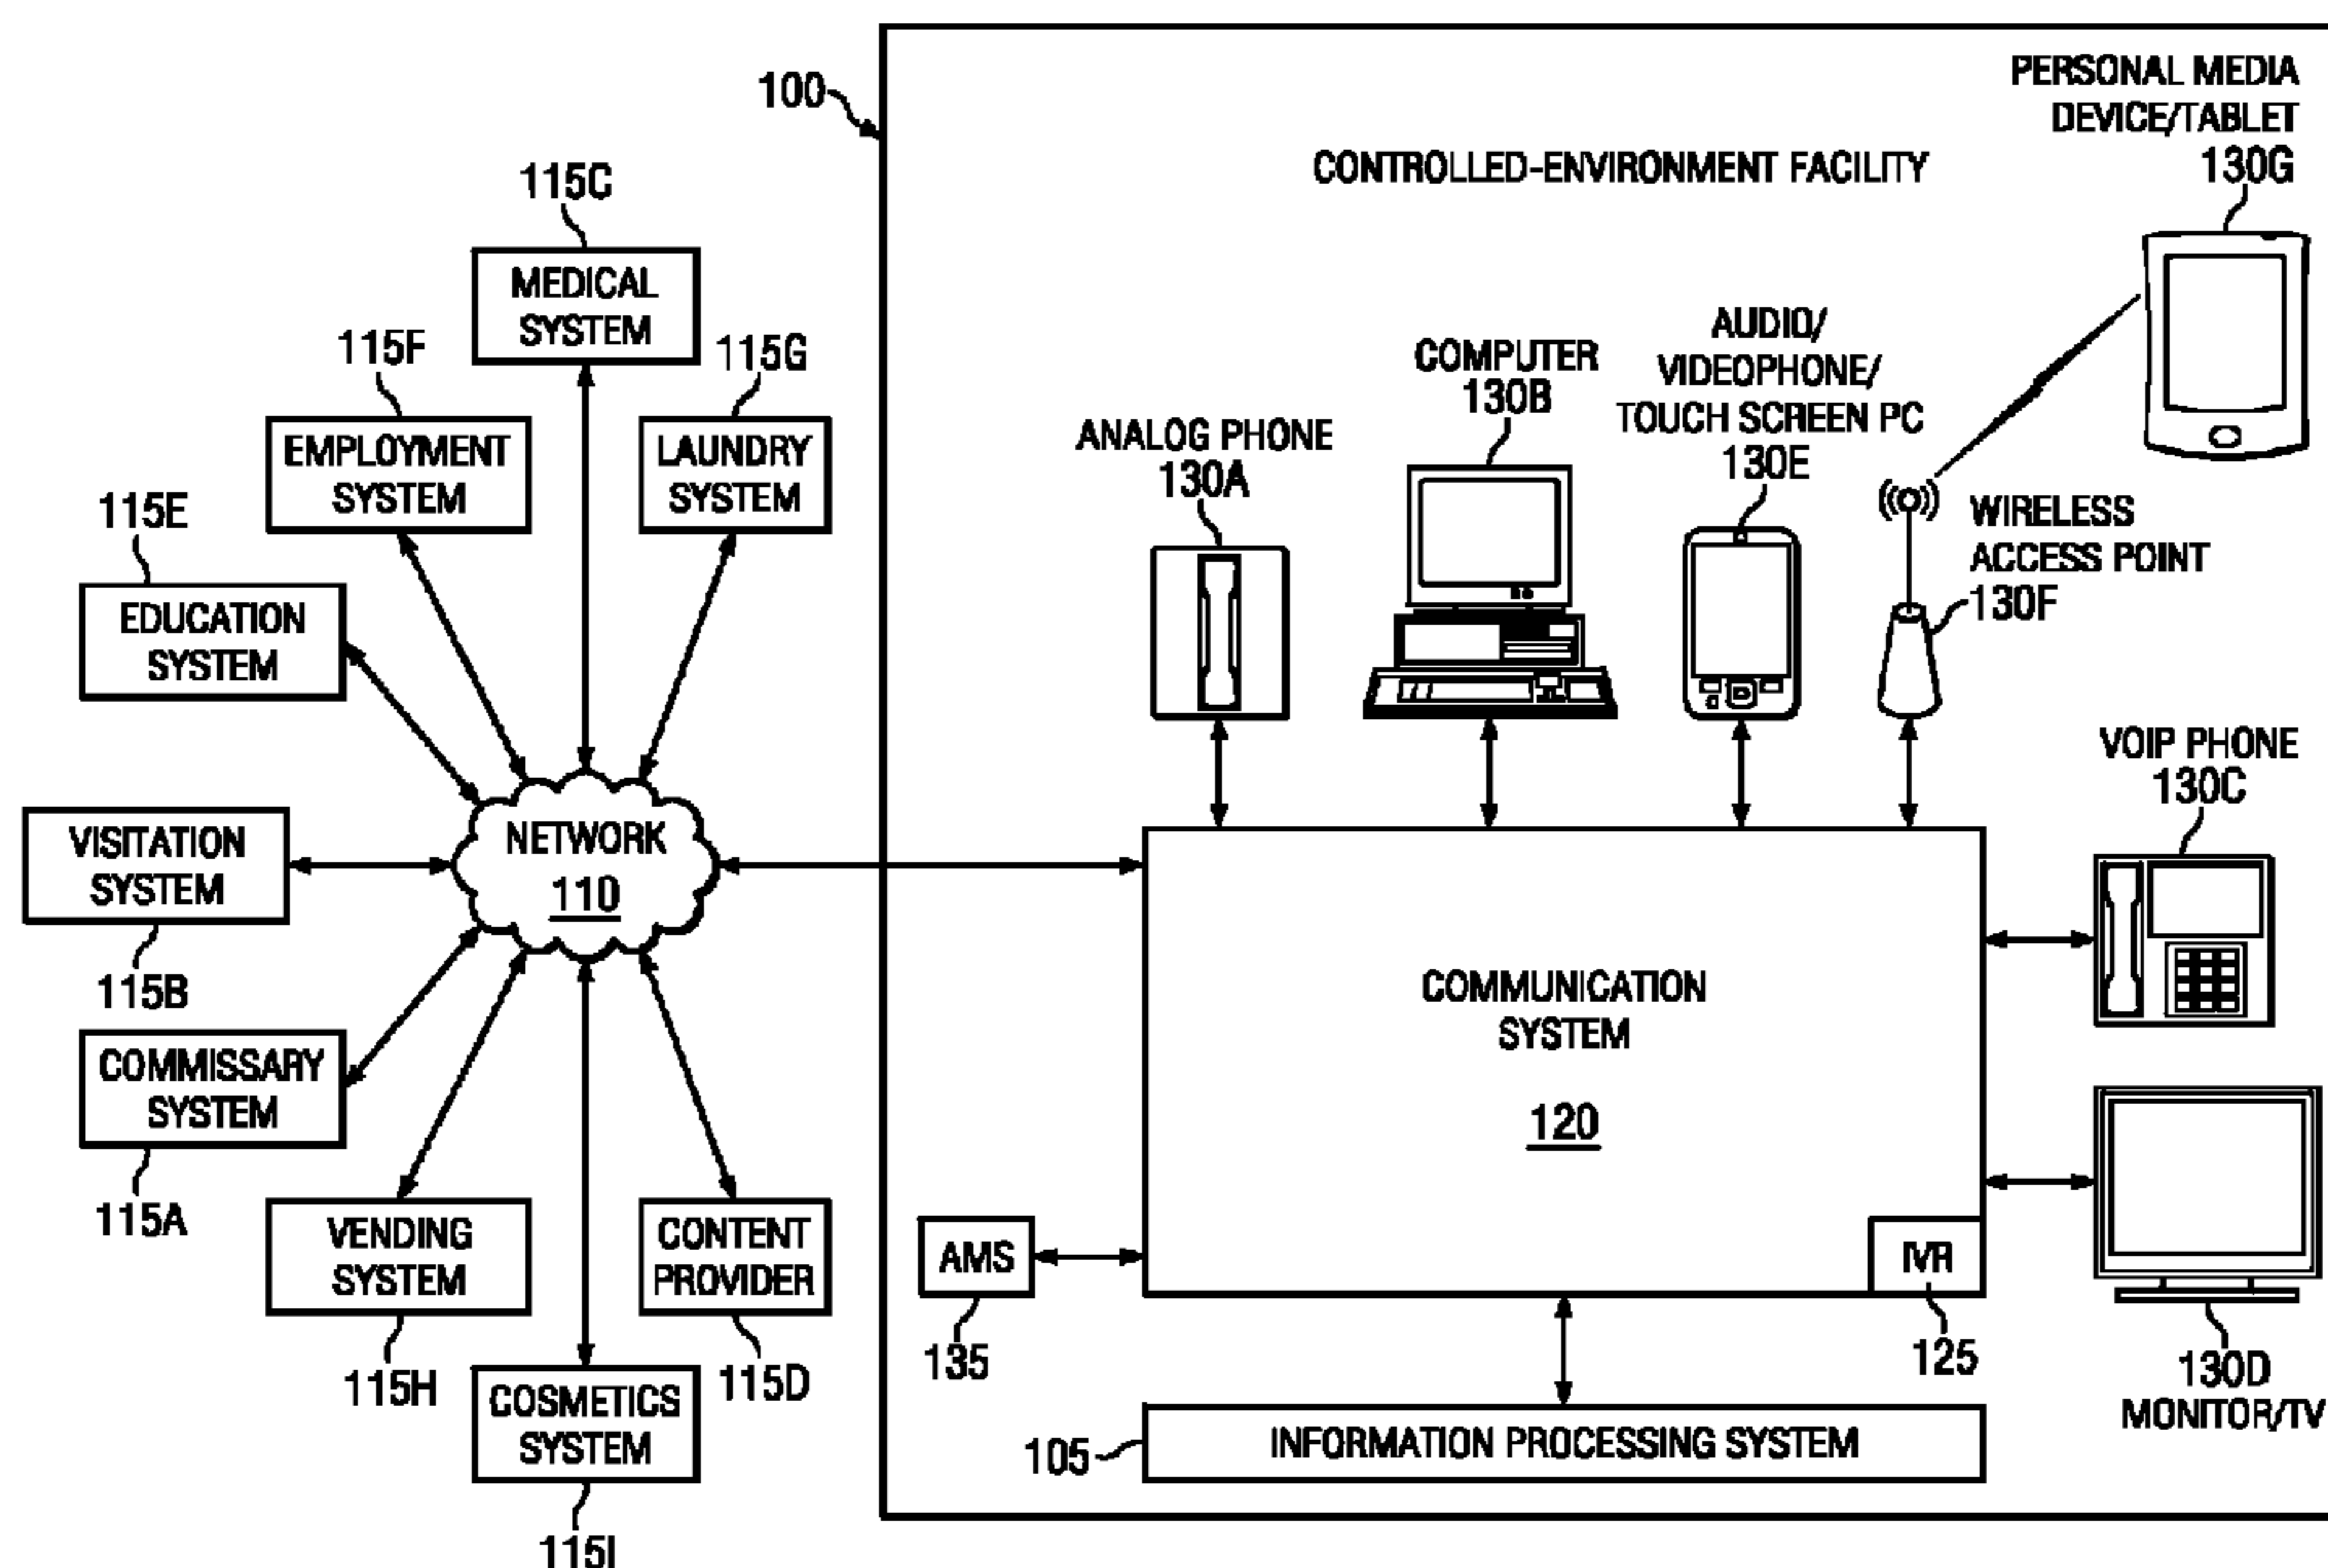 100
CONTROLLED-ENVIRONMENT FACILITY
PERSONAL MEDIA
DEVICE/TABLET
130G
115C
MEDICAL
SYSTEM
115F
EMPLOYMENT
SYSTEM
115G
LAUNDRY
SYSTEM
115E
EDUCATION
SYSTEM
VISITATION
SYSTEM
115B
NETWORK
110
COMMISSARY
SYSTEM
115A
VENDING
SYSTEM
115H
COSMETICS
SYSTEM
115I
CONTENT
PROVIDER
115D
ANALOG PHONE
130A
COMPUTER
130B
AUDIO/
VIDEOPHONE/
TOUCH SCREEN PC
130E
WIRELESS
ACCESS POINT
130F
VOIP PHONE
130C
COMMUNICATION
SYSTEM
120
AMS
135
IVR
125
130D
MONITOR/TV
105
INFORMATION PROCESSING SYSTEM